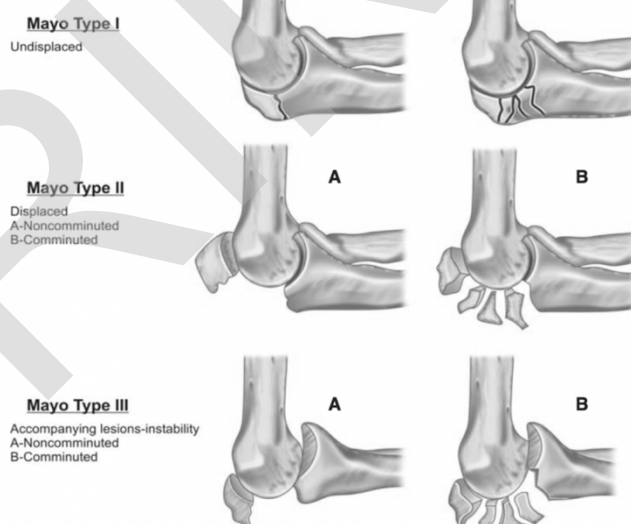 Mayo Type I
Undisplaced
Mayo Type II
A
B
Displaced
A-Noncomminuted
B-Comminuted
Mayo Type III
A
B
Accompanying lesions-instability
A-Noncomminuted
B-Comminuted